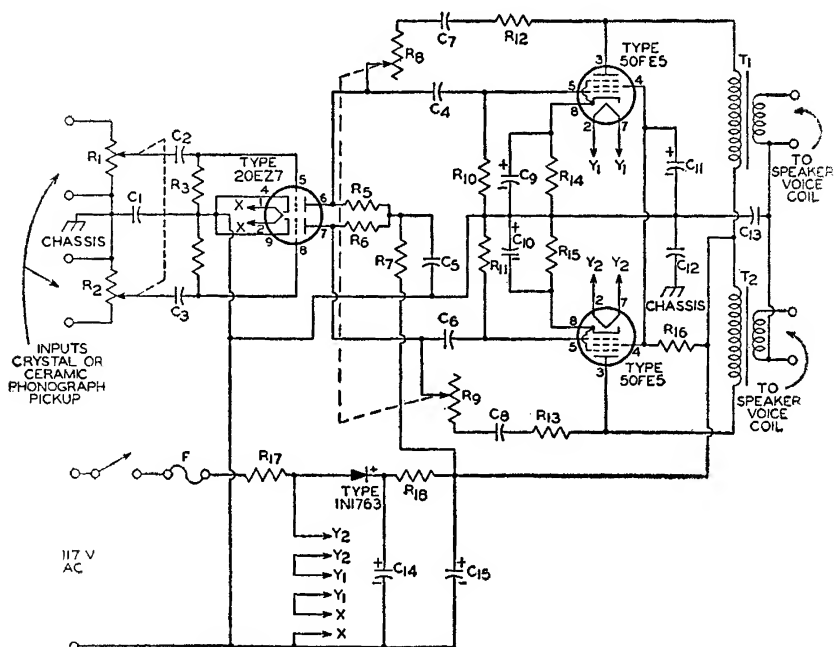 C7
R12
R8
TYPE
50FE5
T1
3
4
5
8
2
7
C4
Y1
Y1
C2
R1
R3
TYPE
20EZ7
5
4
X
1
6
X
2
7
9
8
C1
CHASSIS
R5
R6
R7
C5
R10
C9
R14
C11
TO
SPEAKER
VOICE
COIL
C13
C10
R11
R15
C12
CHASSIS
Y2
Y2
T2
R2
C3
C6
2
7
8
5
4
3
R16
TYPE
50FE5
INPUTS
CRYSTAL OR
CERAMIC
PHONOGRAPH
PICKUP
R9
C8
R13
TO
SPEAKER
VOICE
COIL
F
R17
TYPE
1N1763
R18
117 V
AC
Y2
Y2
Y1
Y1
X
X
C14
C15